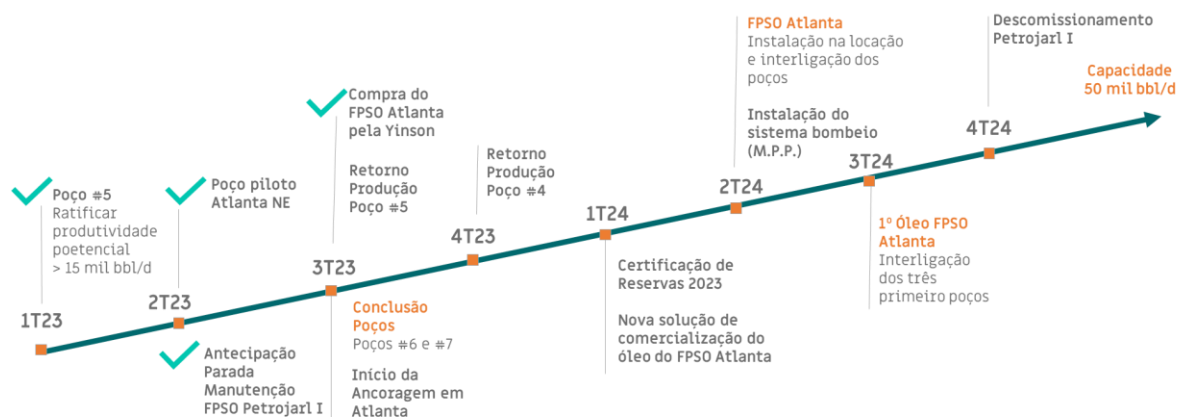 1T23
Poço #5
Ratificar
produtividade
poetencial
> 15 mil bbl/d
2T23
Poço piloto
Atlanta NE
Antecipação
Parada
Manutenção
FPSO Petrojarl I
3T23
Compra do
FPSO Atlanta
pela Yinson
Retorno
Produção
Poço #5
Conclusão
Poços
Poços #6 e #7
Início da
Ancoragem em
Atlanta
4T23
Retorno
Produção
Poço #4
1T24
Certificação de
Reservas 2023
Nova solução de
comercialização do
óleo do FPSO Atlanta
2T24
FPSO Atlanta
Instalação na locação
e interligação dos
poços
Instalação do
sistema bombeio
(M.P.P.)
3T24
1º Óleo FPSO
Atlanta
Interligação
dos três
primeiro poços
4T24
Descomissionamento
Petrojarl I
Capacidade
50 mil bbl/d